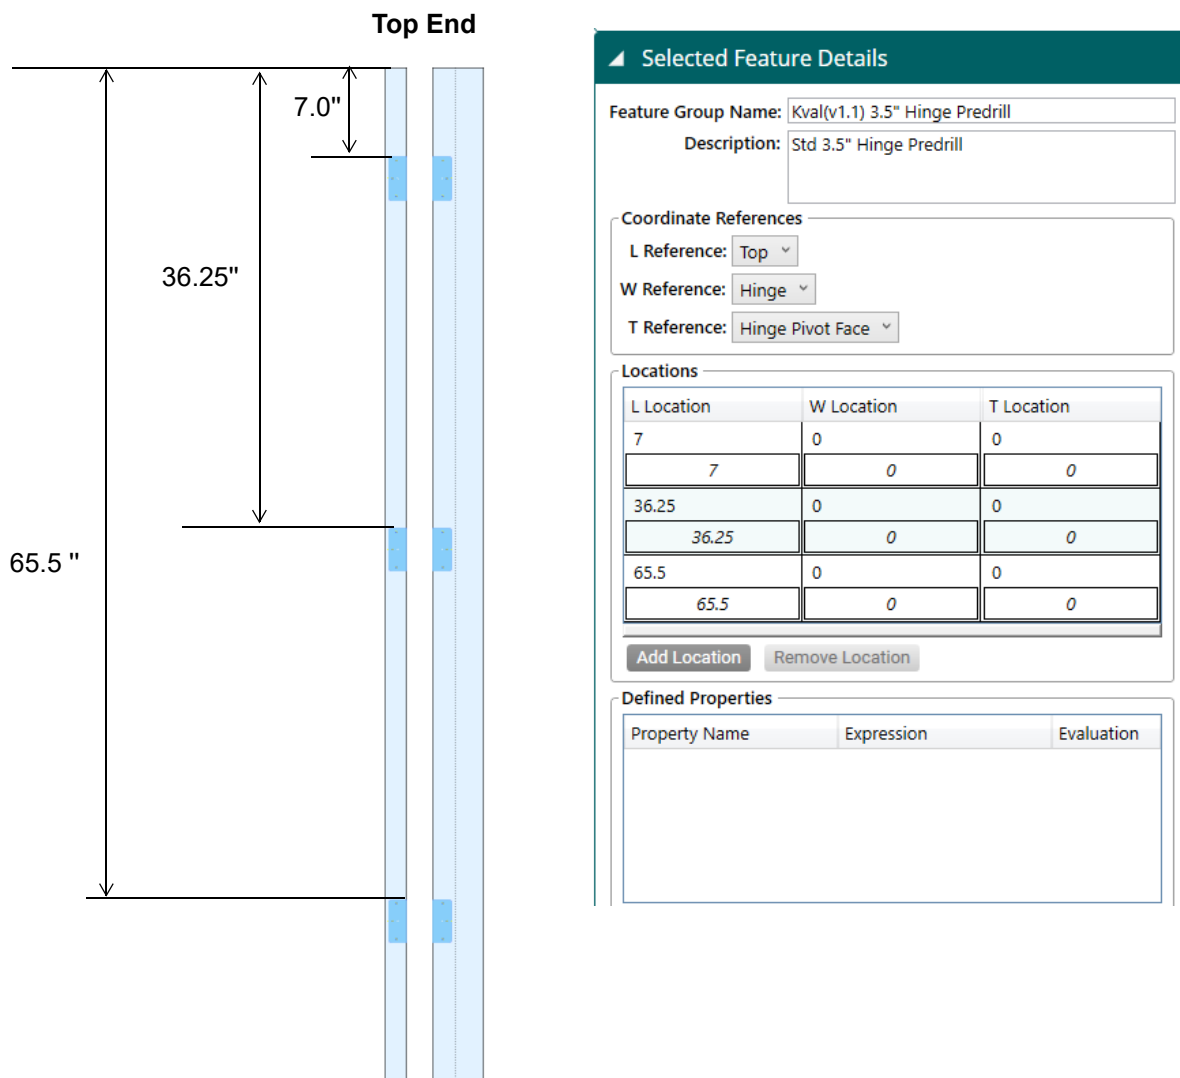 Top End
7.0"
36.25"
65.5 "
Selected Feature Details
Feature Group Name: Kval(v1.1) 3.5" Hinge Predrill
Description: Std 3.5" Hinge Predrill
Coordinate References
L Reference: Top
W Reference: Hinge
T Reference: Hinge Pivot Face
Locations
L Location W Location T Location
7 0 0
7 0 0
36.25 0 0
36.25 0 0
65.5 0 0
65.5 0 0
Add Location Remove Location
Defined Properties
Property Name Expression Evaluation